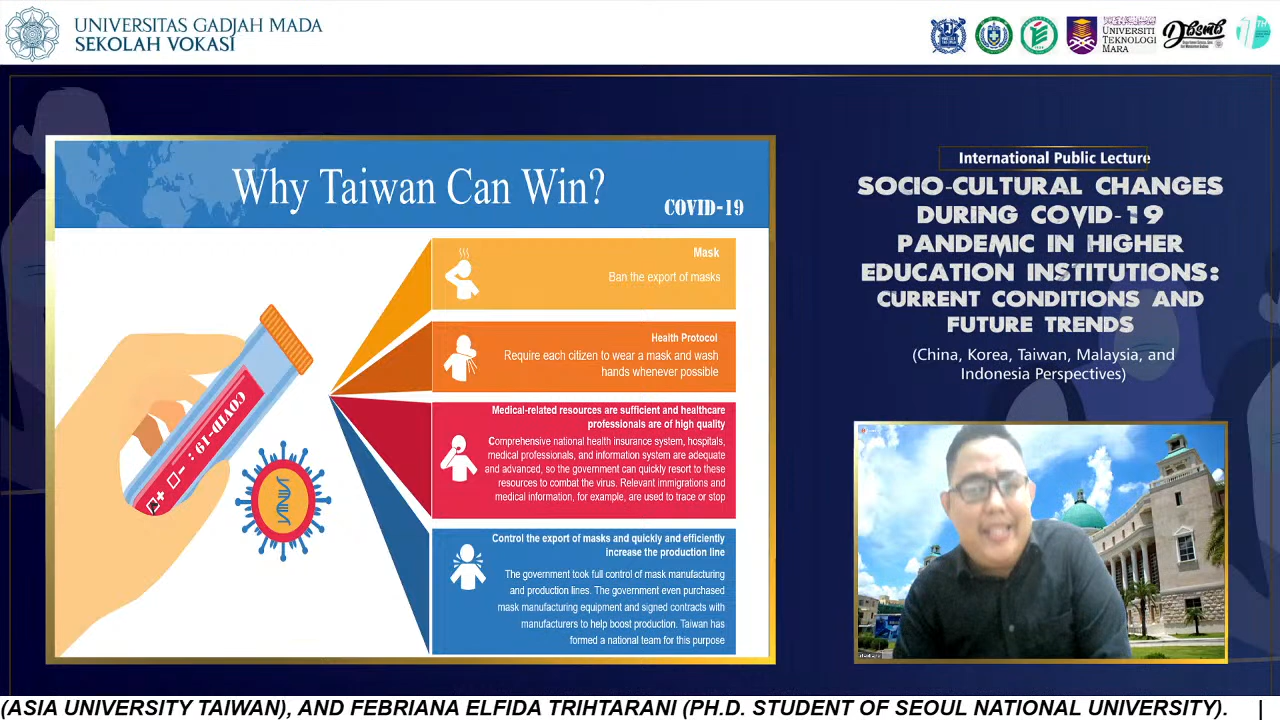 UNIVERSITAS GADJAH MADA
SEKOLAH VOKASI
UNIVERSITI
TEKNOLOGI
MARA
DBSMB
Why Taiwan Can Win?
COVID-19
Mask
Ban the export of masks
Health Protocol
Require each citizen to wear a mask and wash
hands whenever possible
Medical-related resources are sufficient and healthcare
professionals are of high quality
Comprehensive national health insurance system, hospitals,
medical professionals, and information system are adequate
and advanced, so the government can quickly resort to these
resources to combat the virus. Relevant immigrations and
medical information, for example, are used to trace or stop
Control the export of masks and quickly and efficiently
increase the production line
The government took full control of mask manufacturing
and production lines. The government even purchased
mask manufacturing equipment and signed contracts with
manufacturers to help boost production. Taiwan has
formed a national team for this purpose
COVID-19:
International Public Lecture
SOCIO-CULTURAL CHANGES
DURING COVID-19
PANDEMIC IN HIGHER
EDUCATION INSTITUTIONS:
CURRENT CONDITIONS AND
FUTURE TRENDS
(China, Korea, Taiwan, Malaysia, and
Indonesia Perspectives)
(ASIA UNIVERSITY TAIWAN), AND FEBRIANA ELFIDA TRIHTARANI (PH.D. STUDENT OF SEOUL NATIONAL UNIVERSITY). |